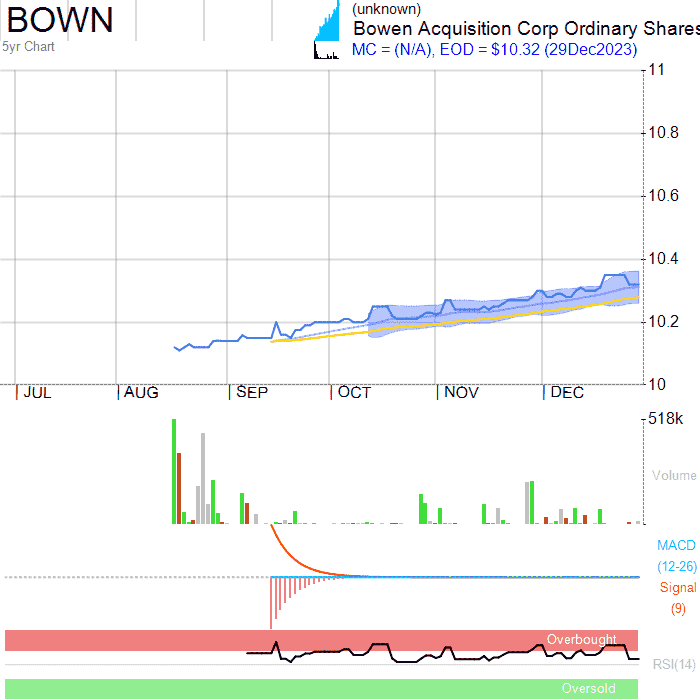 BOWN
5yr Chart
(unknown)
Bowen Acquisition Corp Ordinary Shares
MC = (N/A), EOD = $10.32 (29Dec2023)
11
10.8
10.6
10.4
10.2
10
JUL AUG SEP OCT NOV DEC
518k
Volume
MACD
(12-26)
Signal
(9)
Overbought
RSI(14)
Oversold